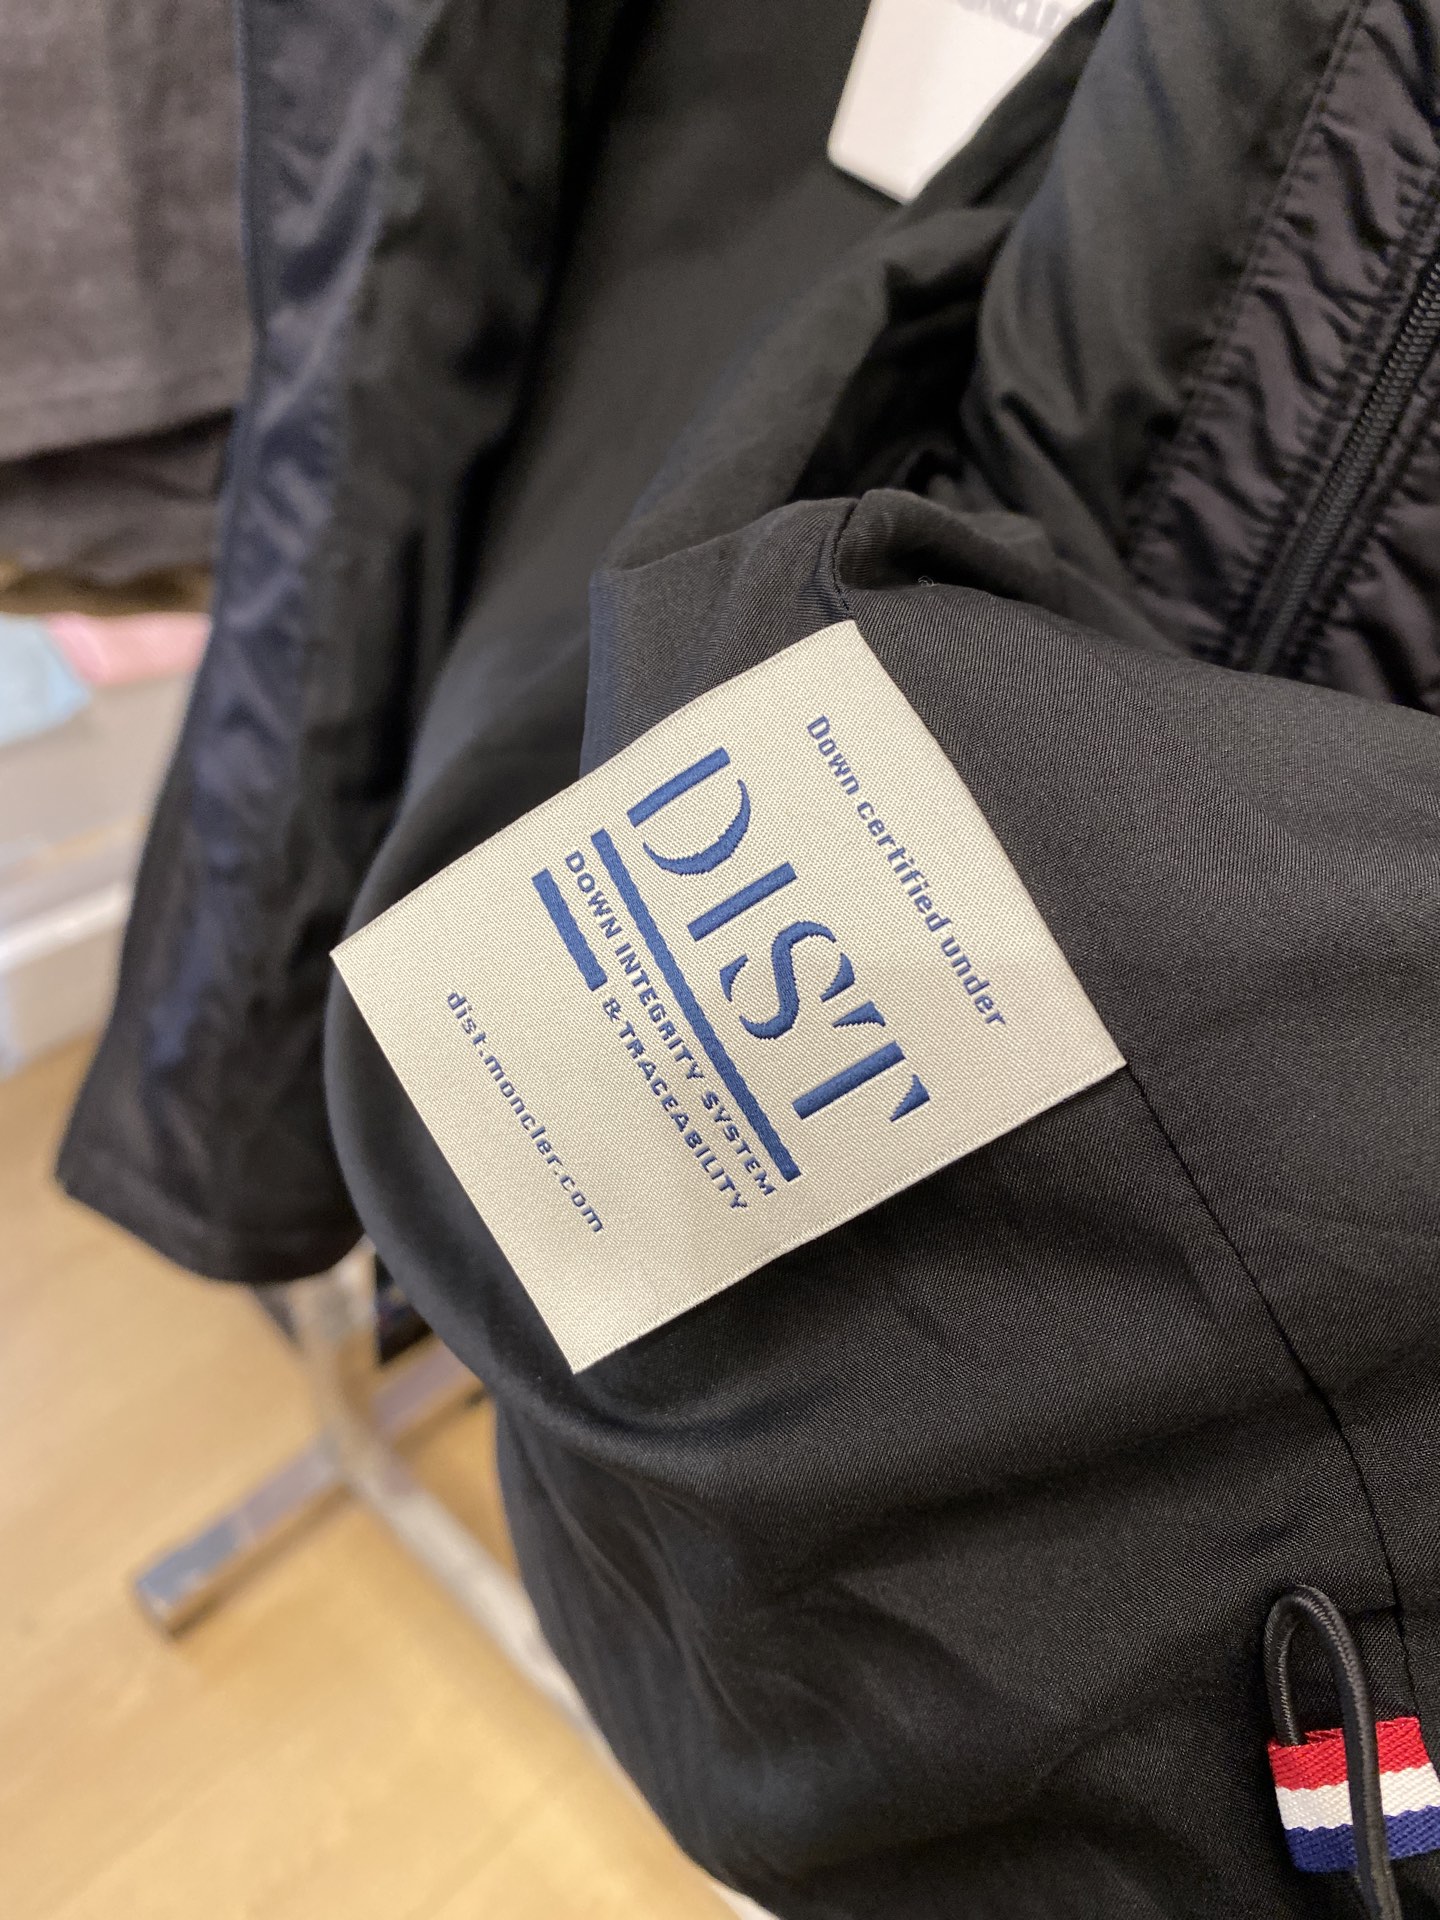 Down certified under
DIST
DOWN INTEGRITY SYSTEM
& TRACEABILITY
dist.moncler.com